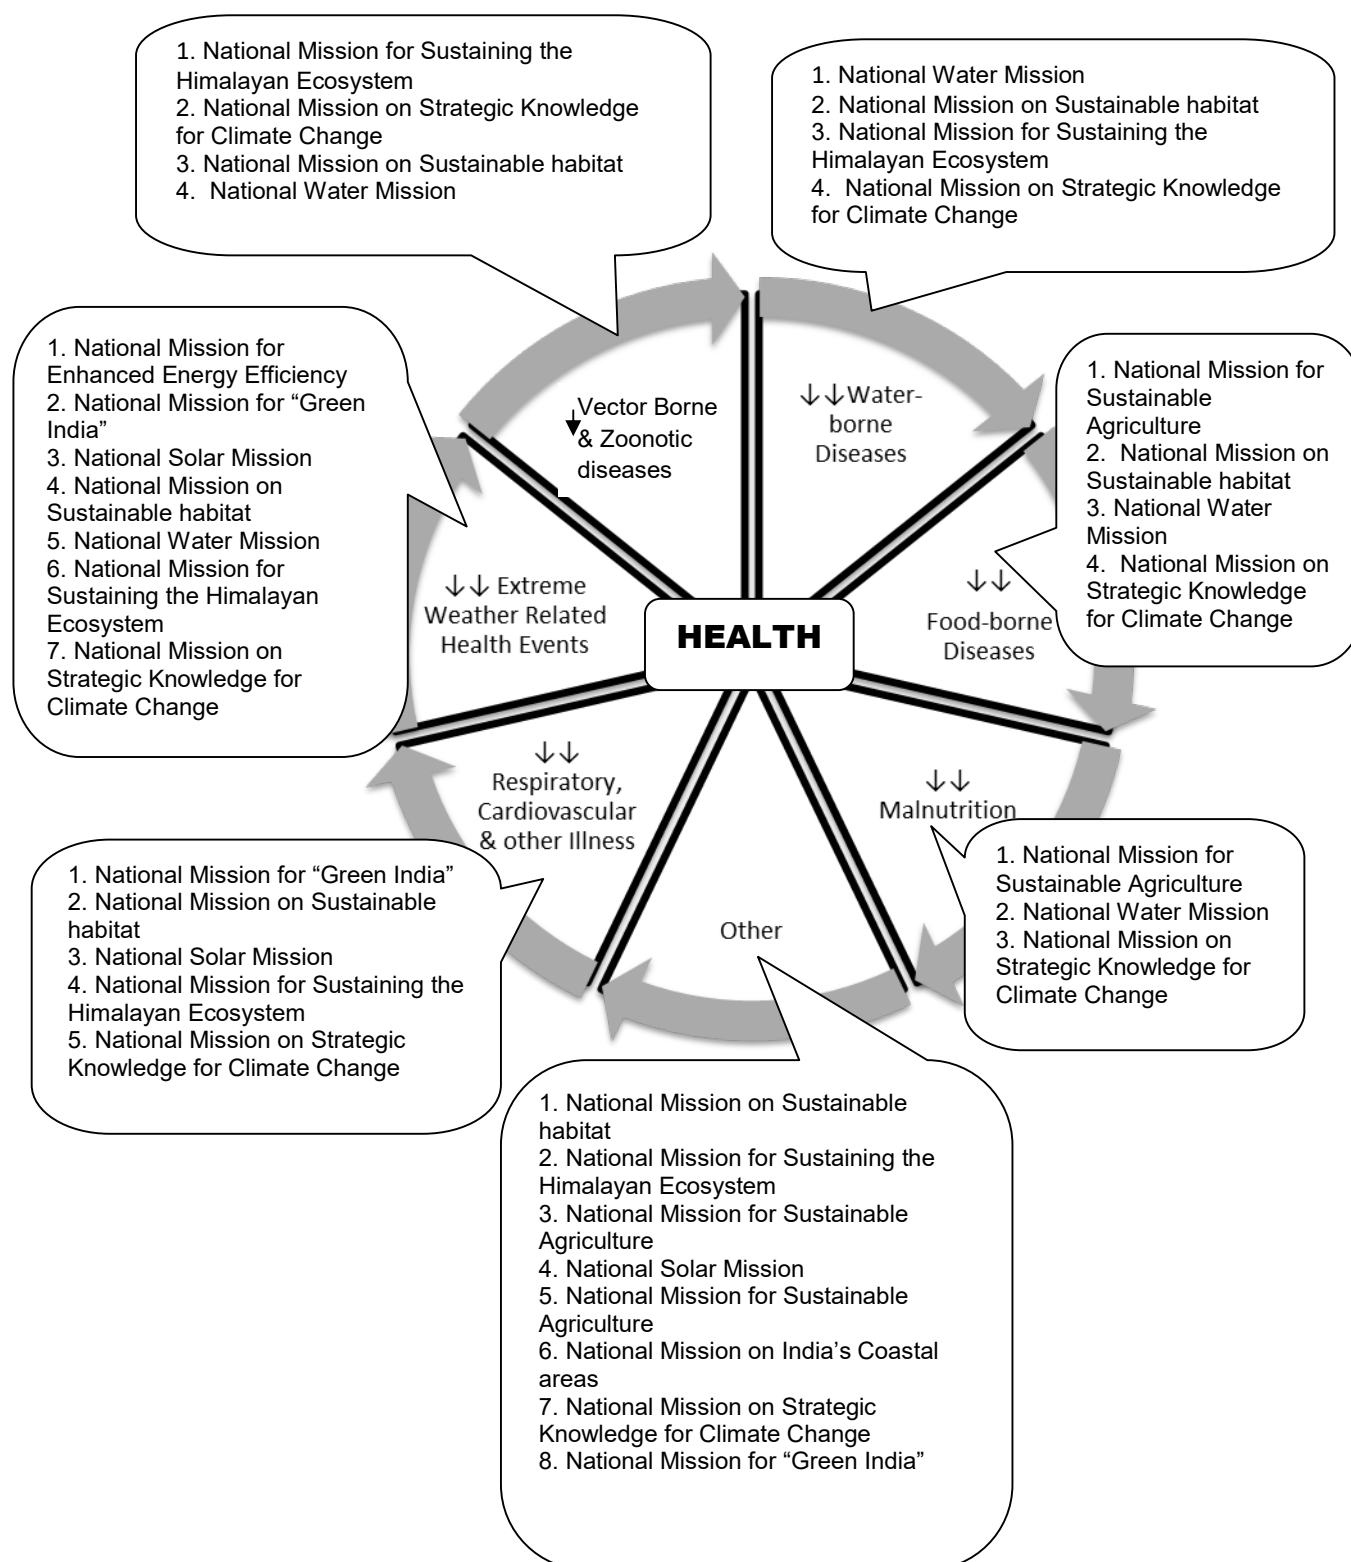 1. National Mission for Sustaining the
Himalayan Ecosystem
2. National Mission on Strategic Knowledge
for Climate Change
3. National Mission on Sustainable habitat
4.  National Water Mission
1. National Water Mission
2. National Mission on Sustainable habitat
3. National Mission for Sustaining the
Himalayan Ecosystem
4.  National Mission on Strategic Knowledge
for Climate Change
1. National Mission for
Enhanced Energy Efficiency
2. National Mission for “Green
India”
3. National Solar Mission
4. National Mission on
Sustainable habitat
5. National Water Mission
6. National Mission for
Sustaining the Himalayan
Ecosystem
7. National Mission on
Strategic Knowledge for
Climate Change
↓Vector Borne
& Zoonotic
diseases
↓↓Water-
borne
Diseases
1. National Mission for
Sustainable
Agriculture
2.  National Mission on
Sustainable habitat
3. National Water
Mission
4.  National Mission on
Strategic Knowledge
for Climate Change
↓↓ Extreme
Weather Related
Health Events
HEALTH
↓↓
Food-borne
Diseases
↓↓
Respiratory,
Cardiovascular
& other Illness
↓↓
Malnutrition
Other
1. National Mission for “Green India”
2. National Mission on Sustainable
habitat
3. National Solar Mission
4. National Mission for Sustaining the
Himalayan Ecosystem
5. National Mission on Strategic
Knowledge for Climate Change
1. National Mission for
Sustainable Agriculture
2. National Water Mission
3. National Mission on
Strategic Knowledge for
Climate Change
1. National Mission on Sustainable
habitat
2. National Mission for Sustaining the
Himalayan Ecosystem
3. National Mission for Sustainable
Agriculture
4. National Solar Mission
5. National Mission for Sustainable
Agriculture
6. National Mission on India’s Coastal
areas
7. National Mission on Strategic
Knowledge for Climate Change
8. National Mission for “Green India”